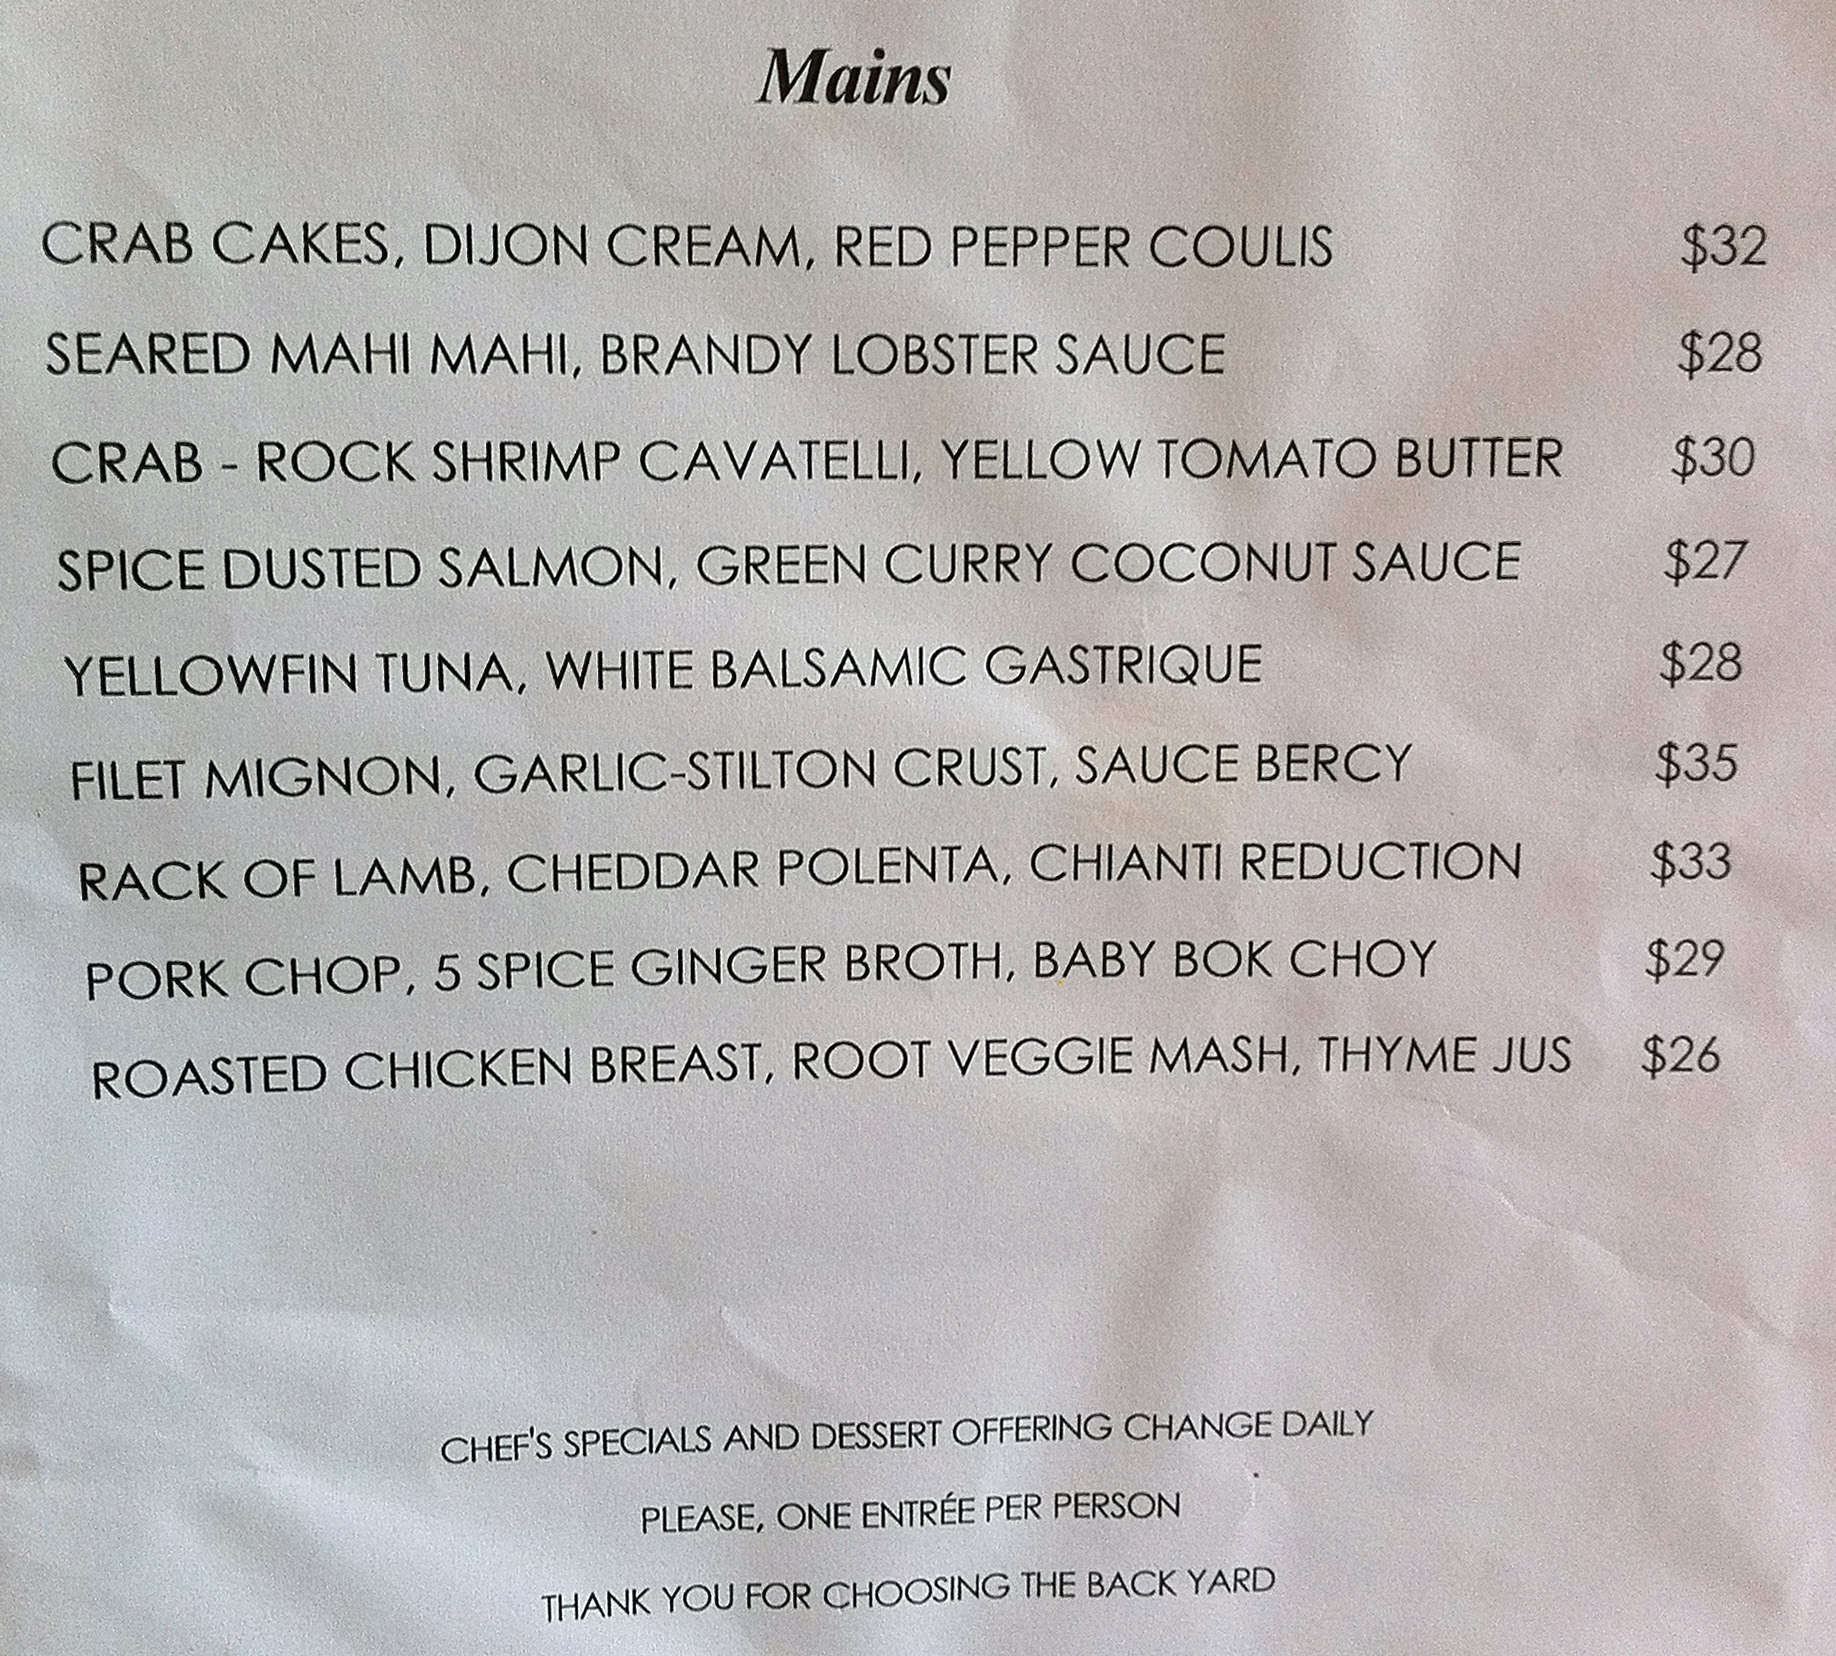 Mains
CRAB CAKES, DIJON CREAM, RED PEPPER COULIS $32
SEARED MAHI MAHI, BRANDY LOBSTER SAUCE $28
CRAB - ROCK SHRIMP CAVATELLI, YELLOW TOMATO BUTTER $30
SPICE DUSTED SALMON, GREEN CURRY COCONUT SAUCE $27
YELLOWFIN TUNA, WHITE BALSAMIC GASTRIQUE $28
FILET MIGNON, GARLIC-STILTON CRUST, SAUCE BERCY $35
RACK OF LAMB, CHEDDAR POLENTA, CHIANTI REDUCTION $33
PORK CHOP, 5 SPICE GINGER BROTH, BABY BOK CHOY $29
ROASTED CHICKEN BREAST, ROOT VEGGIE MASH, THYME JUS $26
CHEF'S SPECIALS AND DESSERT OFFERING CHANGE DAILY
PLEASE, ONE ENTRÉE PER PERSON
THANK YOU FOR CHOOSING THE BACK YARD